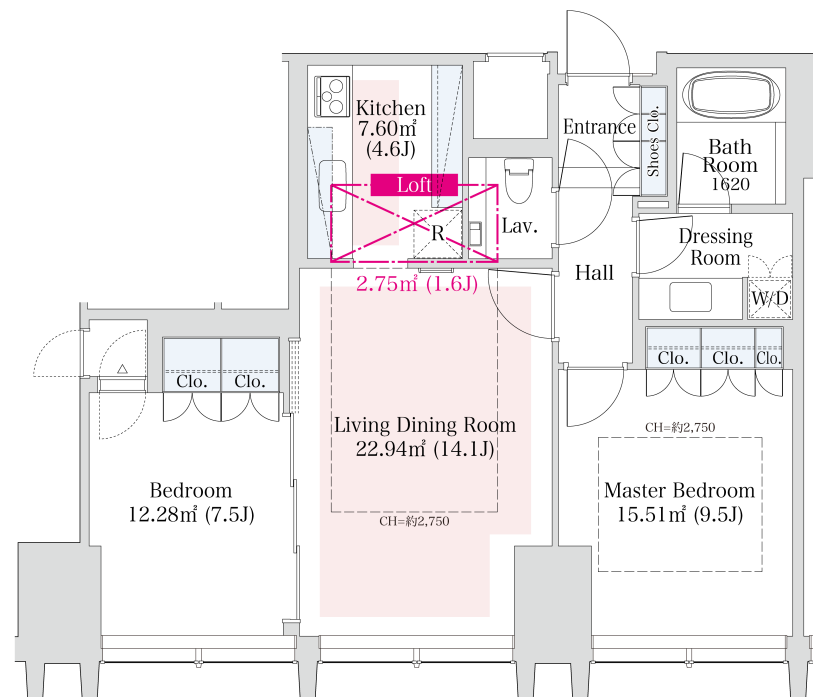 Kitchen
7.60㎡
(4.6J)
Loft
R
2.75㎡ (1.6J)
Lav.
Entrance
Shoes Clo.
Bath
Room
1620
Hall
Dressing
Room
W/D
Clo.
Clo.
Clo.
Clo.
Clo.
Living Dining Room
22.94㎡ (14.1J)
CH=約2,750
Bedroom
12.28㎡ (7.5J)
CH=約2,750
Master Bedroom
15.51㎡ (9.5J)